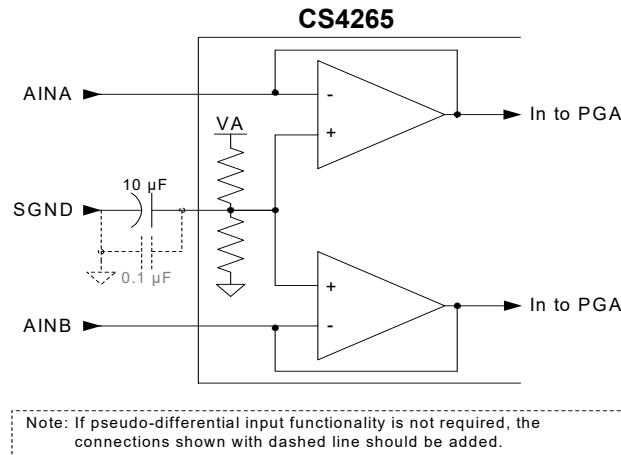 CS4265
AINA
-
+
In to PGA
VA
10 µF
SGND
0.1 µF
+
-
In to PGA
AINB
Note: If pseudo-differential input functionality is not required, the
connections shown with dashed line should be added.